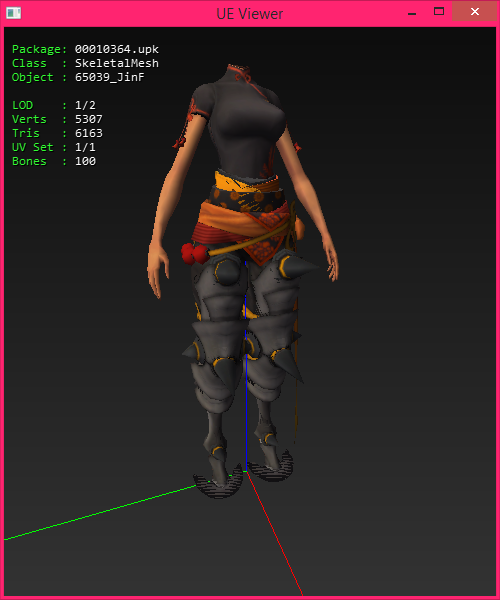 UE Viewer
Package: 00010364.upk
Class : SkeletalMesh
Object : 65039_JinF
LOD : 1/2
Verts : 5307
Tris : 6163
UV Set : 1/1
Bones : 100